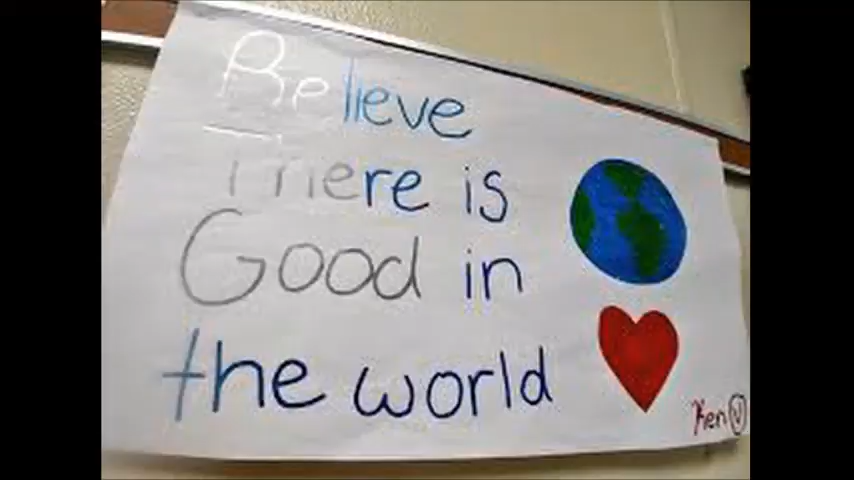 Believe
There is
Good in
the world
Ken V